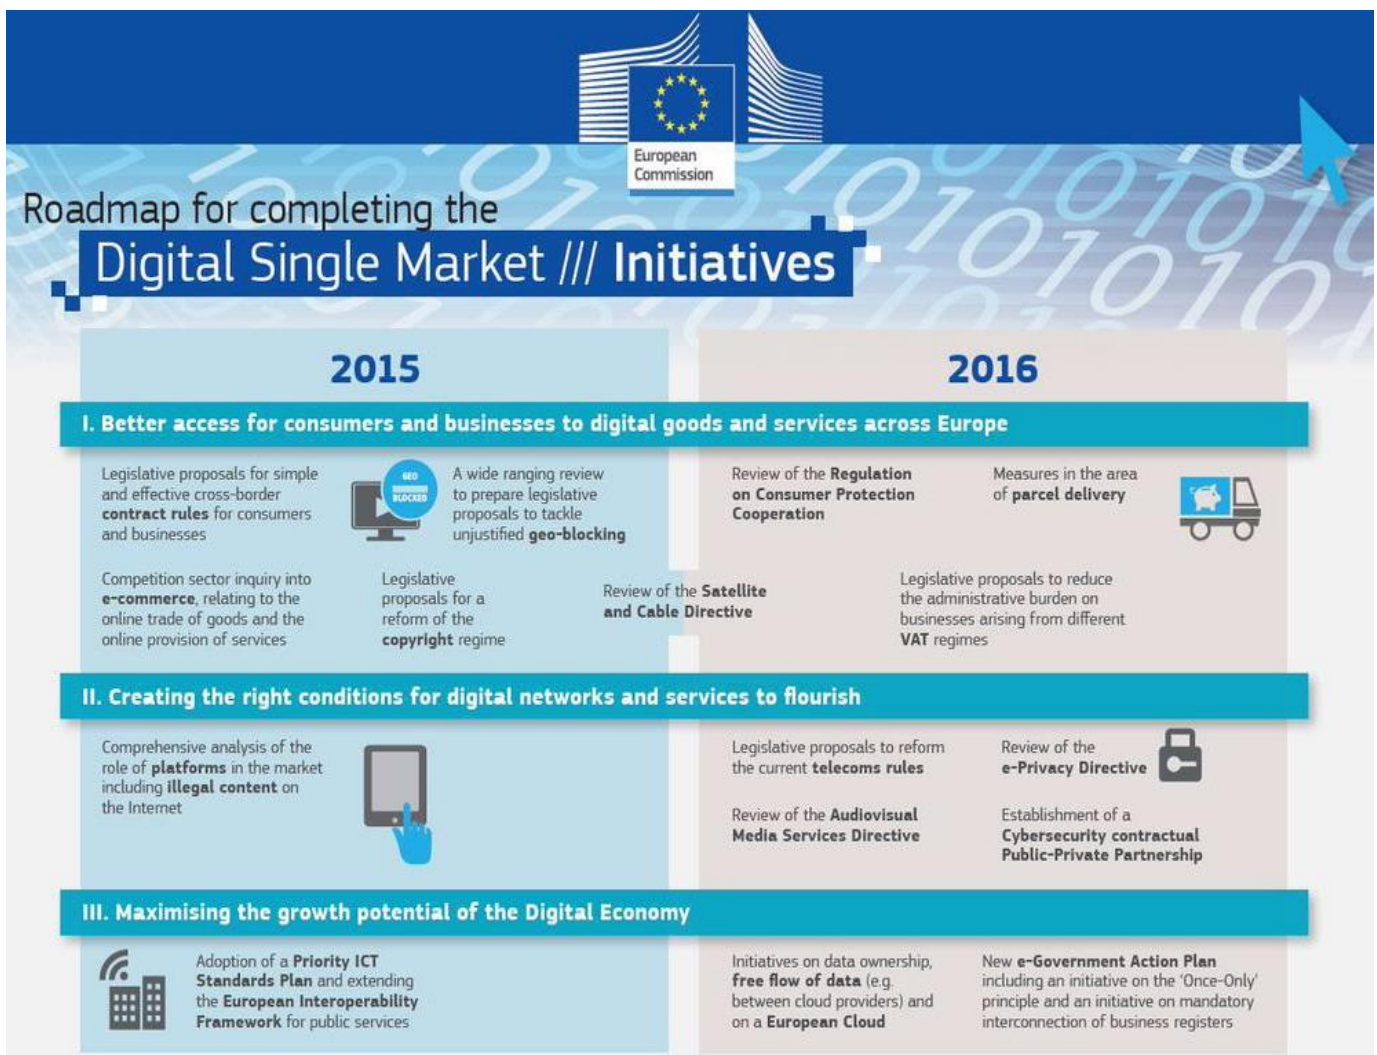 European
Commission
Roadmap for completing the
Digital Single Market /// Initiatives
2015
2016
I. Better access for consumers and businesses to digital goods and services across Europe
Legislative proposals for simple
and effective cross-border
contract rules for consumers
and businesses
GEO
BLOCKED
A wide ranging review
to prepare legislative
proposals to tackle
unjustified geo-blocking
Review of the Regulation
on Consumer Protection
Cooperation
Measures in the area
of parcel delivery
Competition sector inquiry into
e-commerce, relating to the
online trade of goods and the
online provision of services
Legislative
proposals for a
reform of the
copyright regime
Review of the Satellite
and Cable Directive
Legislative proposals to reduce
the administrative burden on
businesses arising from different
VAT regimes
II. Creating the right conditions for digital networks and services to flourish
Comprehensive analysis of the
role of platforms in the market
including illegal content on
the Internet
Legislative proposals to reform
the current telecoms rules
Review of the
e-Privacy Directive
Review of the Audiovisual
Media Services Directive
Establishment of a
Cybersecurity contractual
Public-Private Partnership
III. Maximising the growth potential of the Digital Economy
Adoption of a Priority ICT
Standards Plan and extending
the European Interoperability
Framework for public services
Initiatives on data ownership,
free flow of data (e.g.
between cloud providers) and
on a European Cloud
New e-Government Action Plan
including an initiative on the 'Once-Only'
principle and an initiative on mandatory
interconnection of business registers